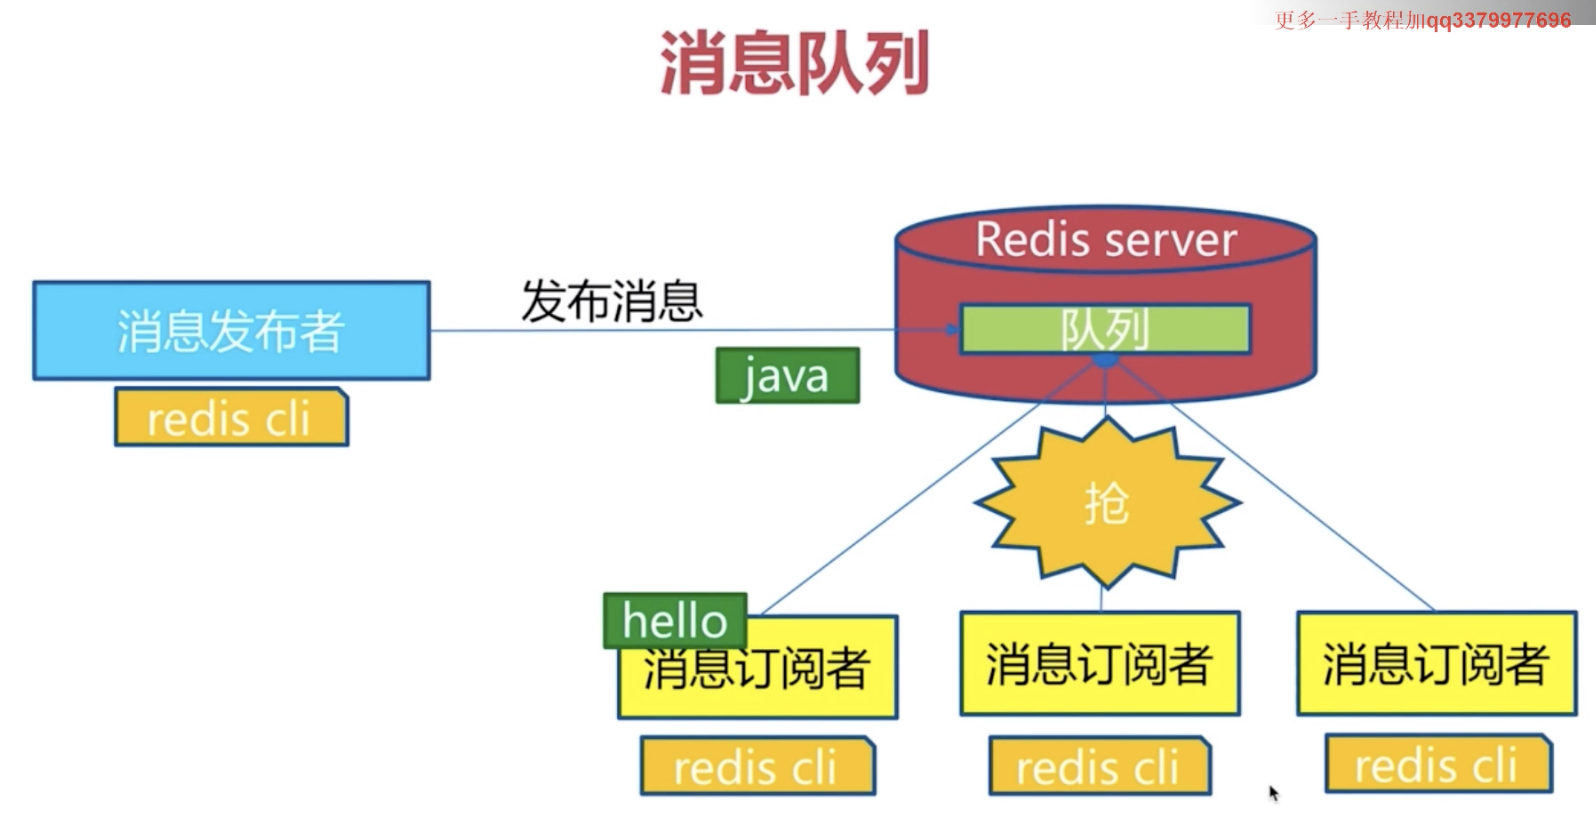 更多一手教程加qq3379977696
消息队列
Redis server
队列
消息发布者
发布消息
java
redis cli
抢
hello
消息订阅者
消息订阅者
消息订阅者
redis cli
redis cli
redis cli